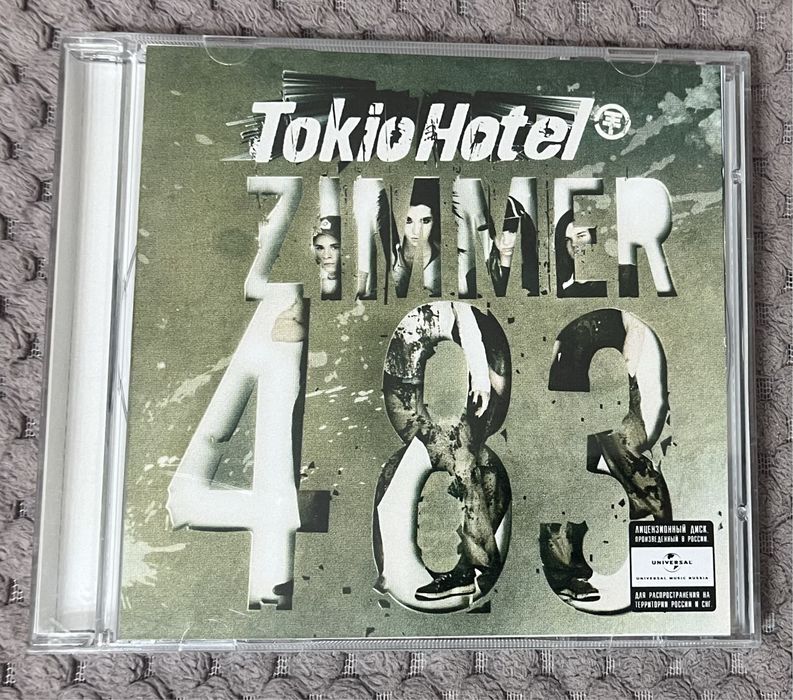 Tokio Hotel
ZIMMER
483
ЛИЦЕНЗИОННЫЙ ДИСК,
ПРОИЗВЕДЕННЫЙ В РОССИИ.
UNIVERSAL
UNIVERSAL MUSIC RUSSIA
ДЛЯ РАСПРОСТРАНЕНИЯ НА
ТЕРРИТОРИИ РОССИИ И СНГ.